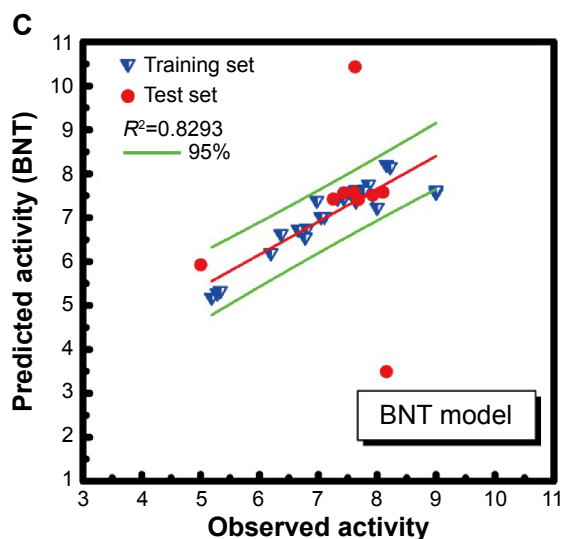 C
Predicted activity (BNT)
11
10
9
8
7
6
5
4
3
2
1
Training set
Test set
R²=0.8293
95%
BNT model
3 4 5 6 7 8 9 10 11
Observed activity